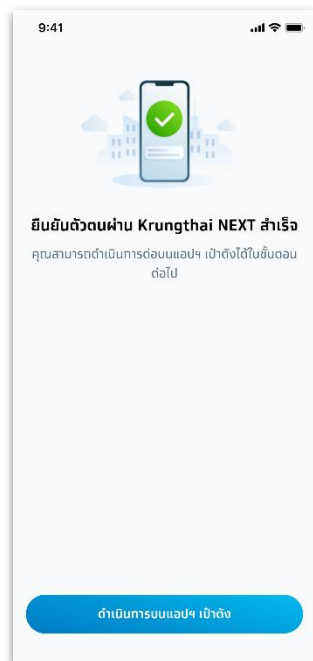 9:41
ยืนยันตัวตนผ่าน Krungthai NEXT สำเร็จ
คุณสามารถดำเนินการต่อบนแอปฯ เป๋าตังได้ในขั้นตอน
ต่อไป
ดำเนินการบนแอปฯ เป๋าตัง